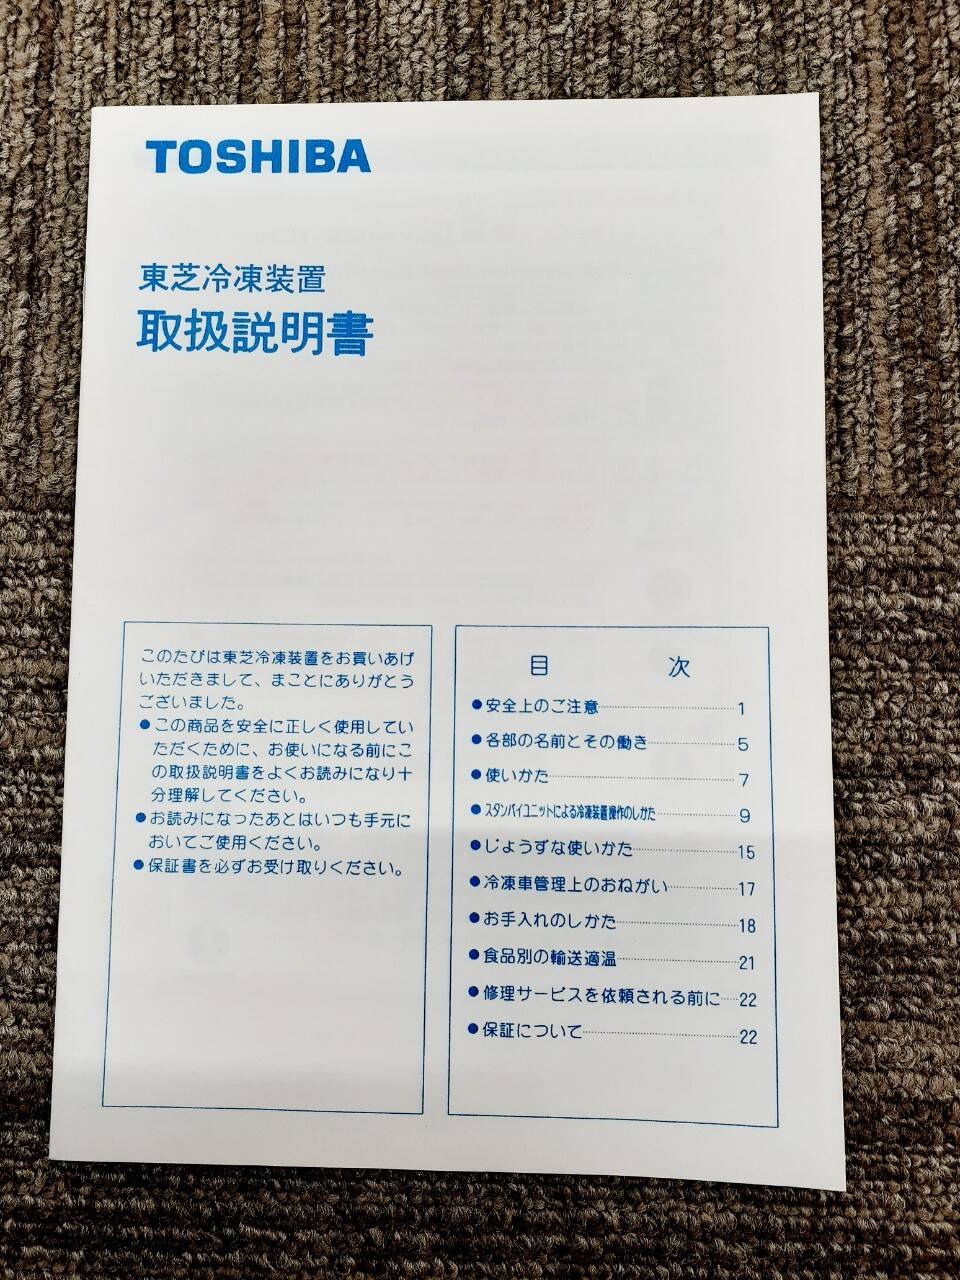 TOSHIBA
東芝冷凍装置
取扱説明書
このたびは東芝冷凍装置をお買いあげ
いただきまして、まことにありがとう
ございました。
●この商品を安全に正しく使用してい
ただくために、お使いになる前にこ
の取扱説明書をよくお読みになり十
分理解してください。
●お読みになったあとはいつも手元に
おいてご使用ください。
●保証書を必ずお受け取りください。
目 次
●安全上のご注意 1
●各部の名前とその働き 5
●使いかた 7
●スタンバイユニットによる冷凍装置操作のしかた 9
●じょうずな使いかた 15
●冷凍車管理上のおねがい 17
●お手入れのしかた 18
●食品別の輸送適温 21
●修理サービスを依頼される前に 22
●保証について 22